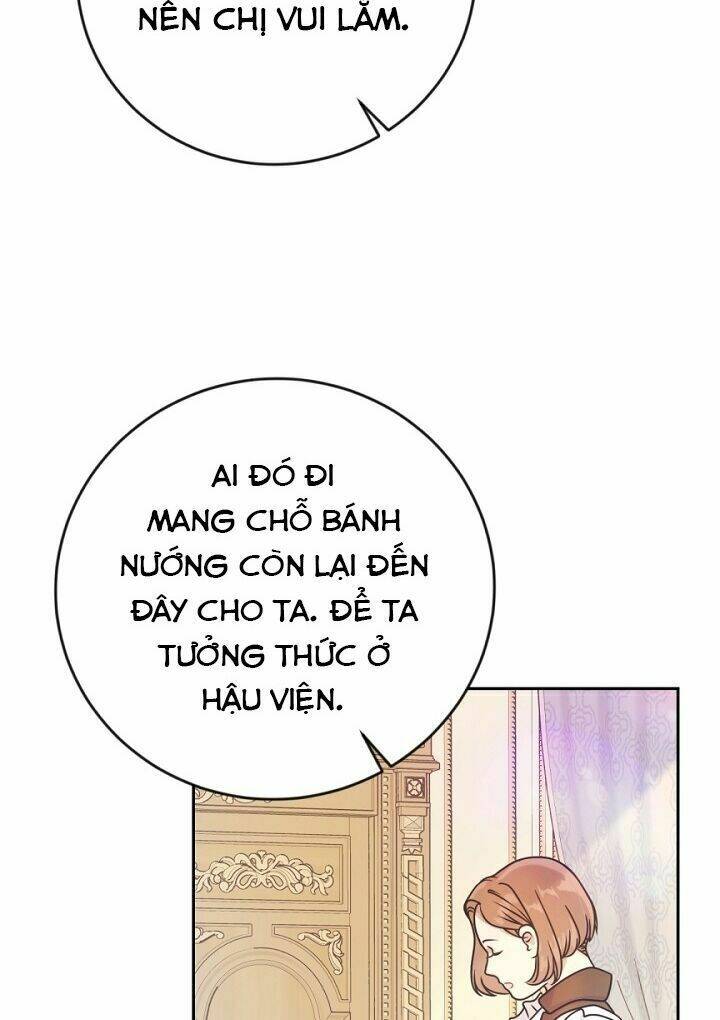 NÊN CHỊ VUI LẮM.
AI ĐÓ ĐI
MANG CHỖ BÁNH
NƯỚNG CÒN LẠI ĐẾN
ĐÂY CHO TA. ĐỂ TA
TƯỞNG THỨC Ở
HẬU VIỆN.